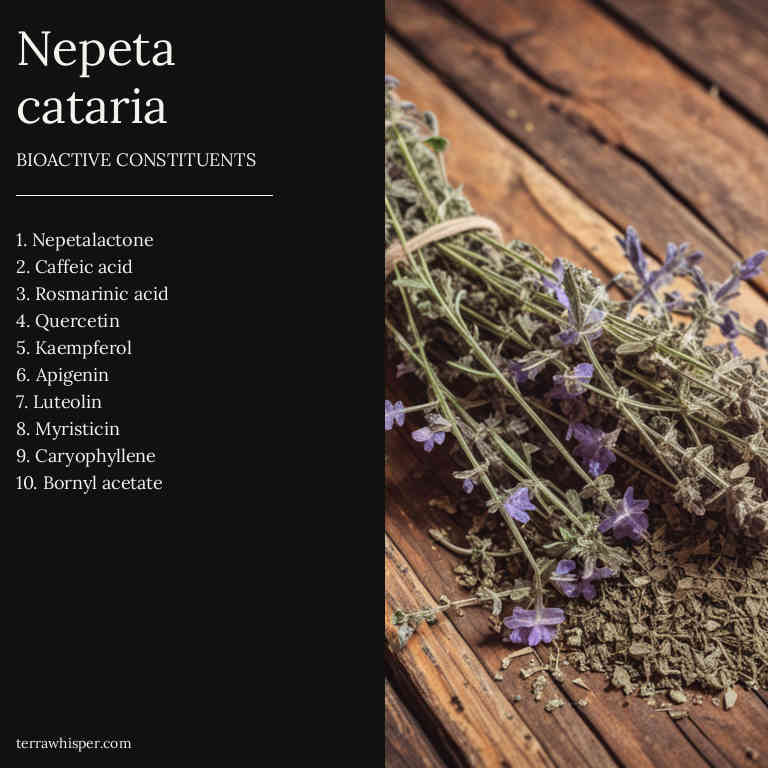 Nepeta
cataria
BIOACTIVE CONSTITUENTS
1. Nepetalactone
2. Caffeic acid
3. Rosmarinic acid
4. Quercetin
5. Kaempferol
6. Apigenin
7. Luteolin
8. Myristicin
9. Caryophyllene
10. Bornyl acetate
terrawhisper.com